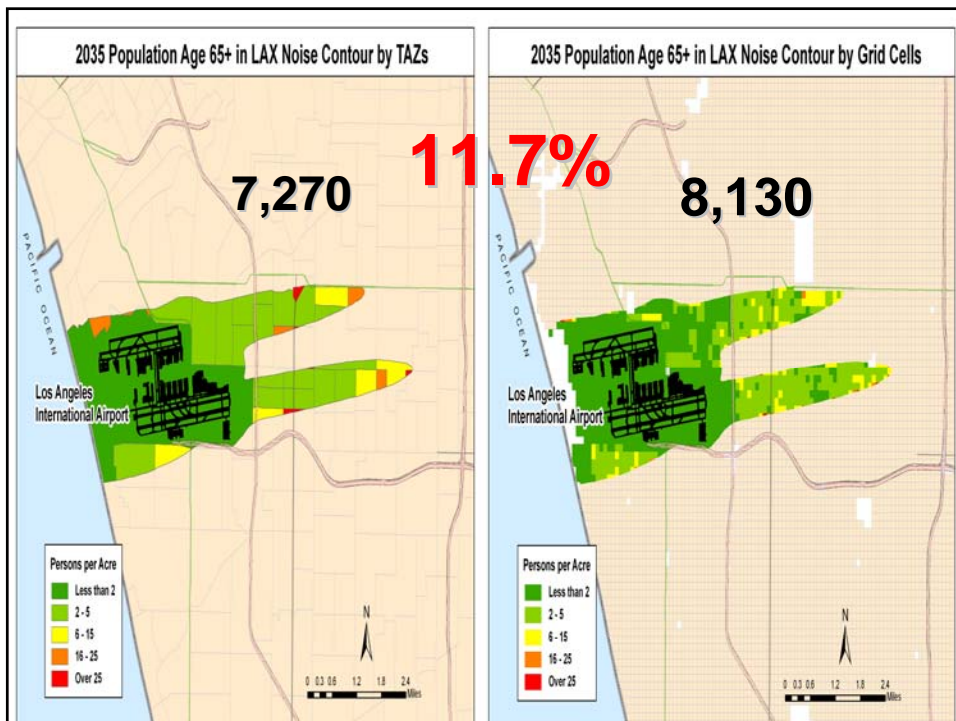 2035 Population Age 65+ in LAX Noise Contour by TAZs
7,270
PACIFIC OCEAN
Los Angeles
International Airport
Persons per Acre
Less than 2
2 - 5
6 - 15
16 - 25
Over 25
N
0 0.3 0.6 1.2 1.8 2.4
Miles
11.7%
2035 Population Age 65+ in LAX Noise Contour by Grid Cells
8,130
PACIFIC OCEAN
Los Angeles
International Airport
Persons per Acre
Less than 2
2 - 5
6 - 15
16 - 25
Over 25
N
0 0.3 0.6 1.2 1.8 2.4
Miles